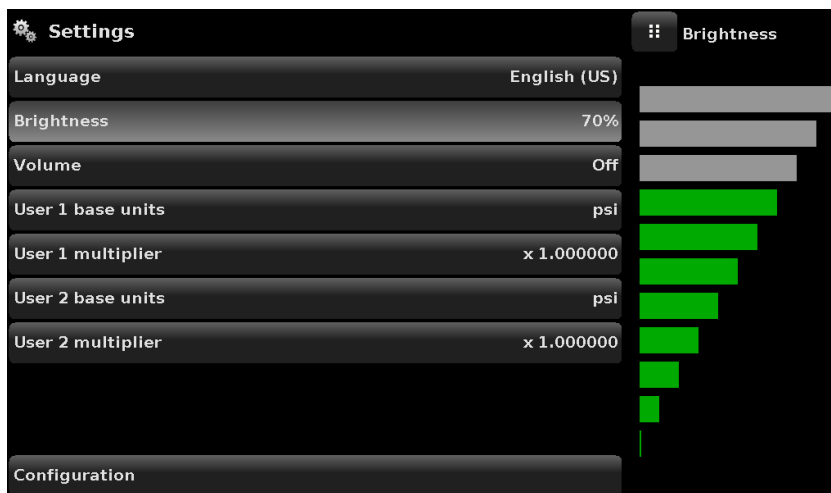 Settings
Brightness
Language English (US)
Brightness 70%
Volume Off
User 1 base units psi
User 1 multiplier x 1.000000
User 2 base units psi
User 2 multiplier x 1.000000
Configuration